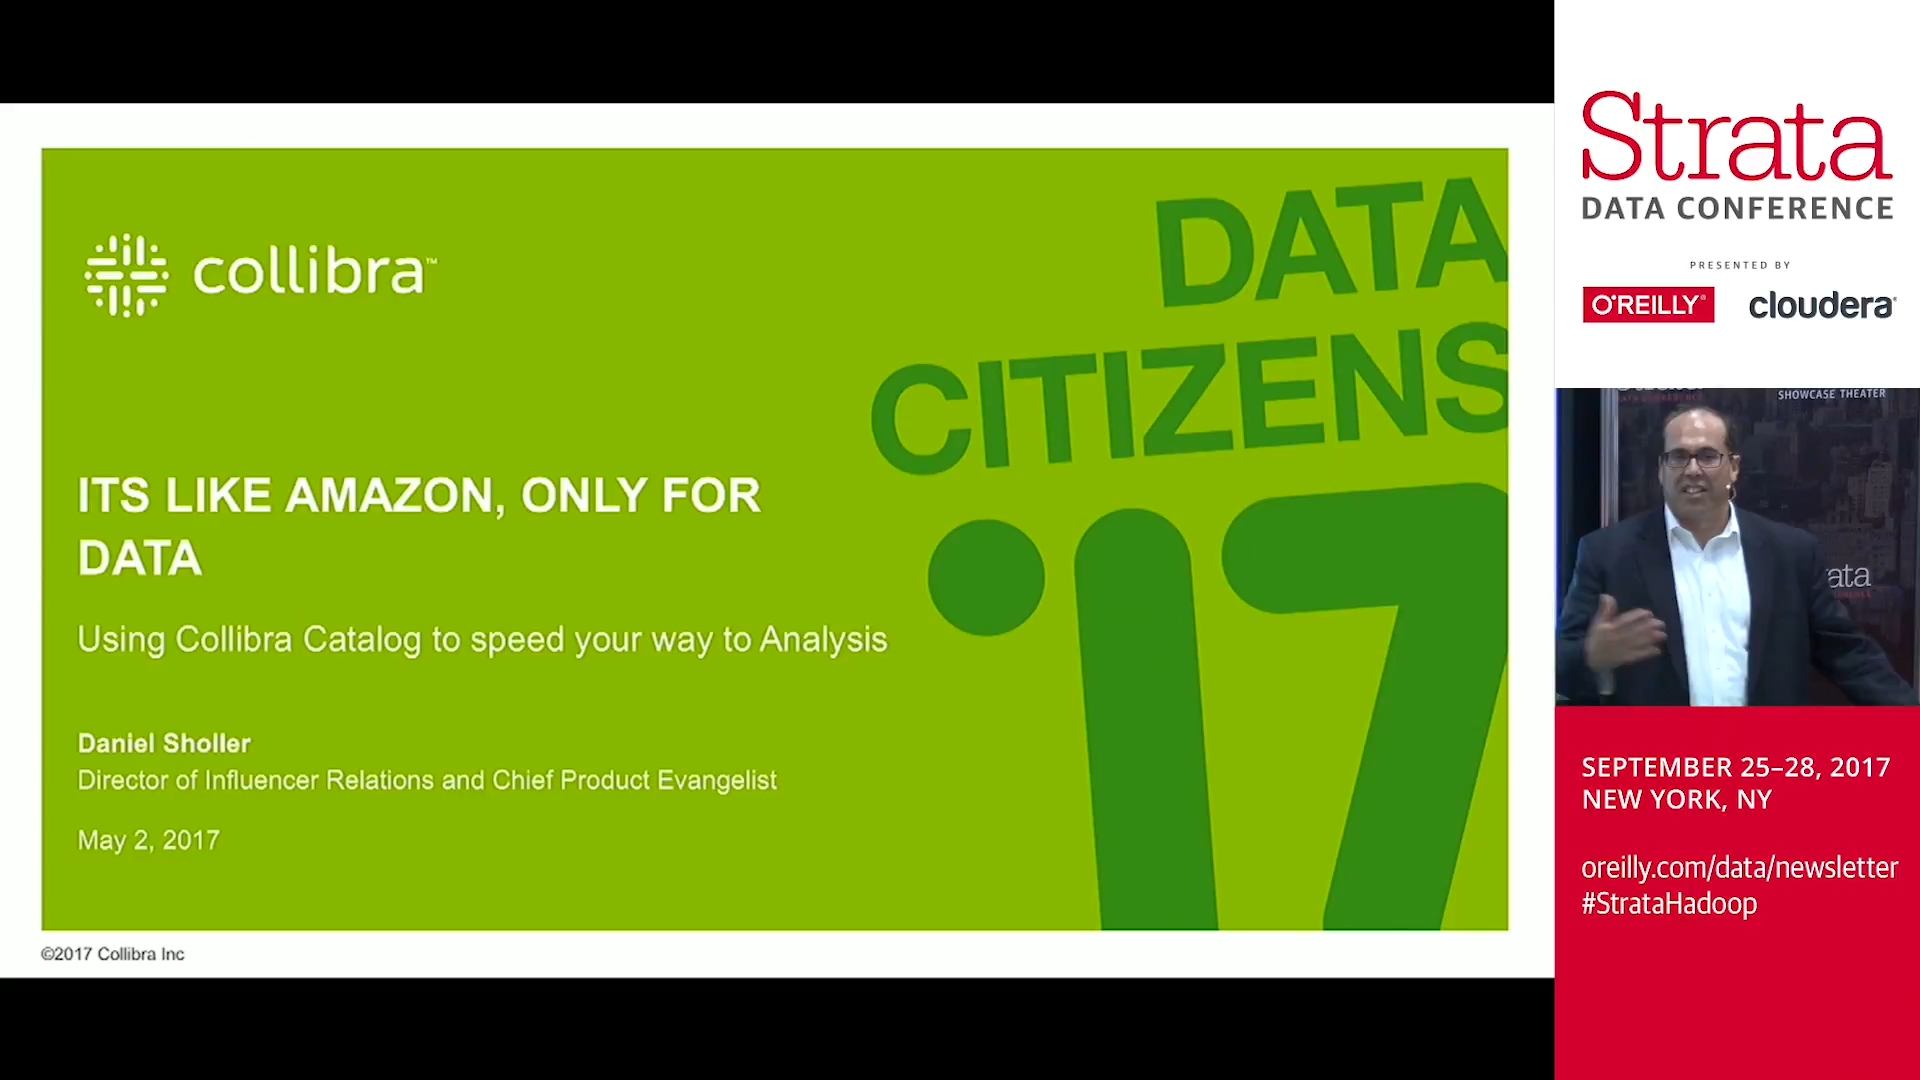 collibra™
DATA
CITIZENS
'17
ITS LIKE AMAZON, ONLY FOR
DATA
Using Collibra Catalog to speed your way to Analysis
Daniel Sholler
Director of Influencer Relations and Chief Product Evangelist
May 2, 2017
©2017 Collibra Inc
Strata
DATA CONFERENCE
PRESENTED BY
O'REILLY®
cloudera®
SHOWCASE THEATER
ata
SEPTEMBER 25–28, 2017
NEW YORK, NY
oreilly.com/data/newsletter
#StrataHadoop